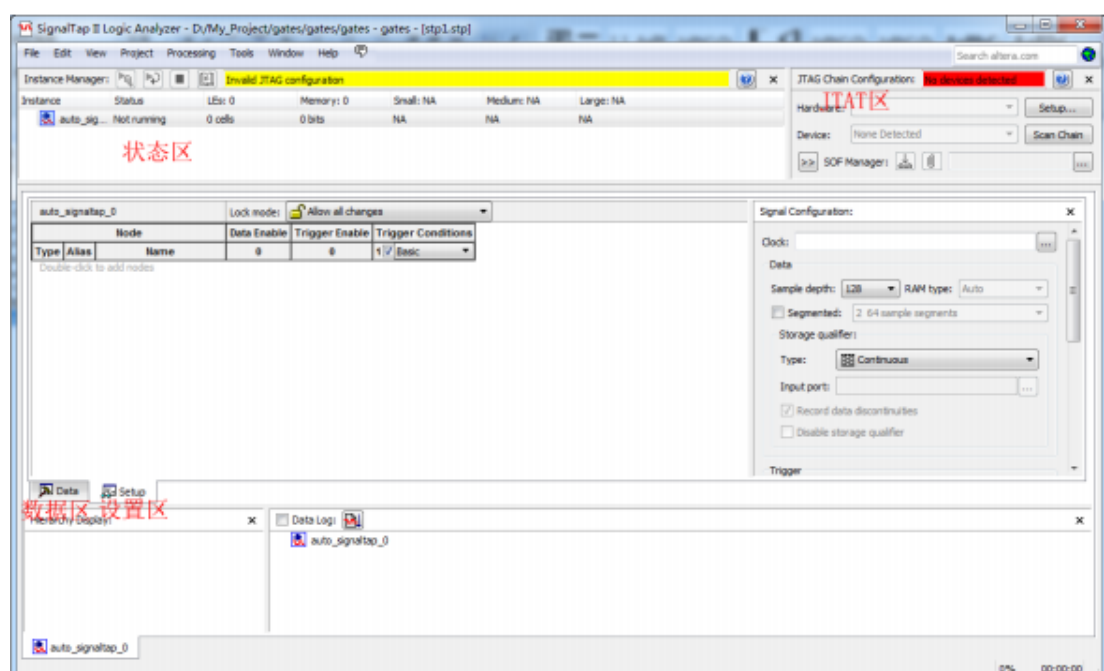 SignalTap II Logic Analyzer - D:/My_Project/gates/gates/gates - gates - [stp1.stp]
File Edit View Project Processing Tools Window Help
Search altera.com
Instance Manager: Invalid JTAG configuration
JTAG Chain Configuration: No devices detected
Instance Status LEs: 0 Memory: 0 Small: NA Medium: NA Large: NA
auto_sig... Not running 0 cells 0 bits NA NA NA
Hardware: Setup...
JTAT区
Device: None Detected Scan Chain
状态区
>> SOF Manager: ...
auto_signaltap_0 Lock mode: Allow all changes
Signal Configuration:
Node Data Enable Trigger Enable Trigger Conditions
Type Alias Name 0 0 1 Basic
Double-click to add nodes
Clock: ...
Data
Sample depth: 128 RAM type: Auto
Segmented: 2 64 sample segments
Storage qualifier:
Type: Continuous
Input port: ...
Record data discontinuities
Disable storage qualifier
Trigger
Data Setup
数据区 设置区
Hierarchy Display:
Data Log:
auto_signaltap_0
auto_signaltap_0
0% 00:00:00